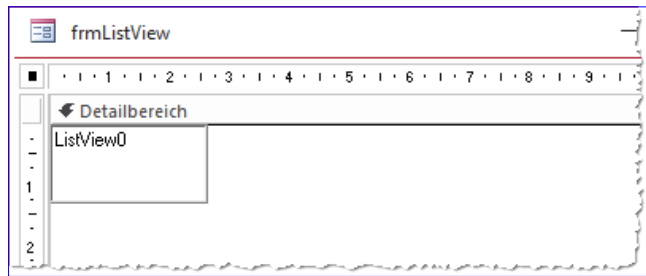 frmListView
1 2 3 4 5 6 7 8 9
Detailbereich
ListView0
1
2